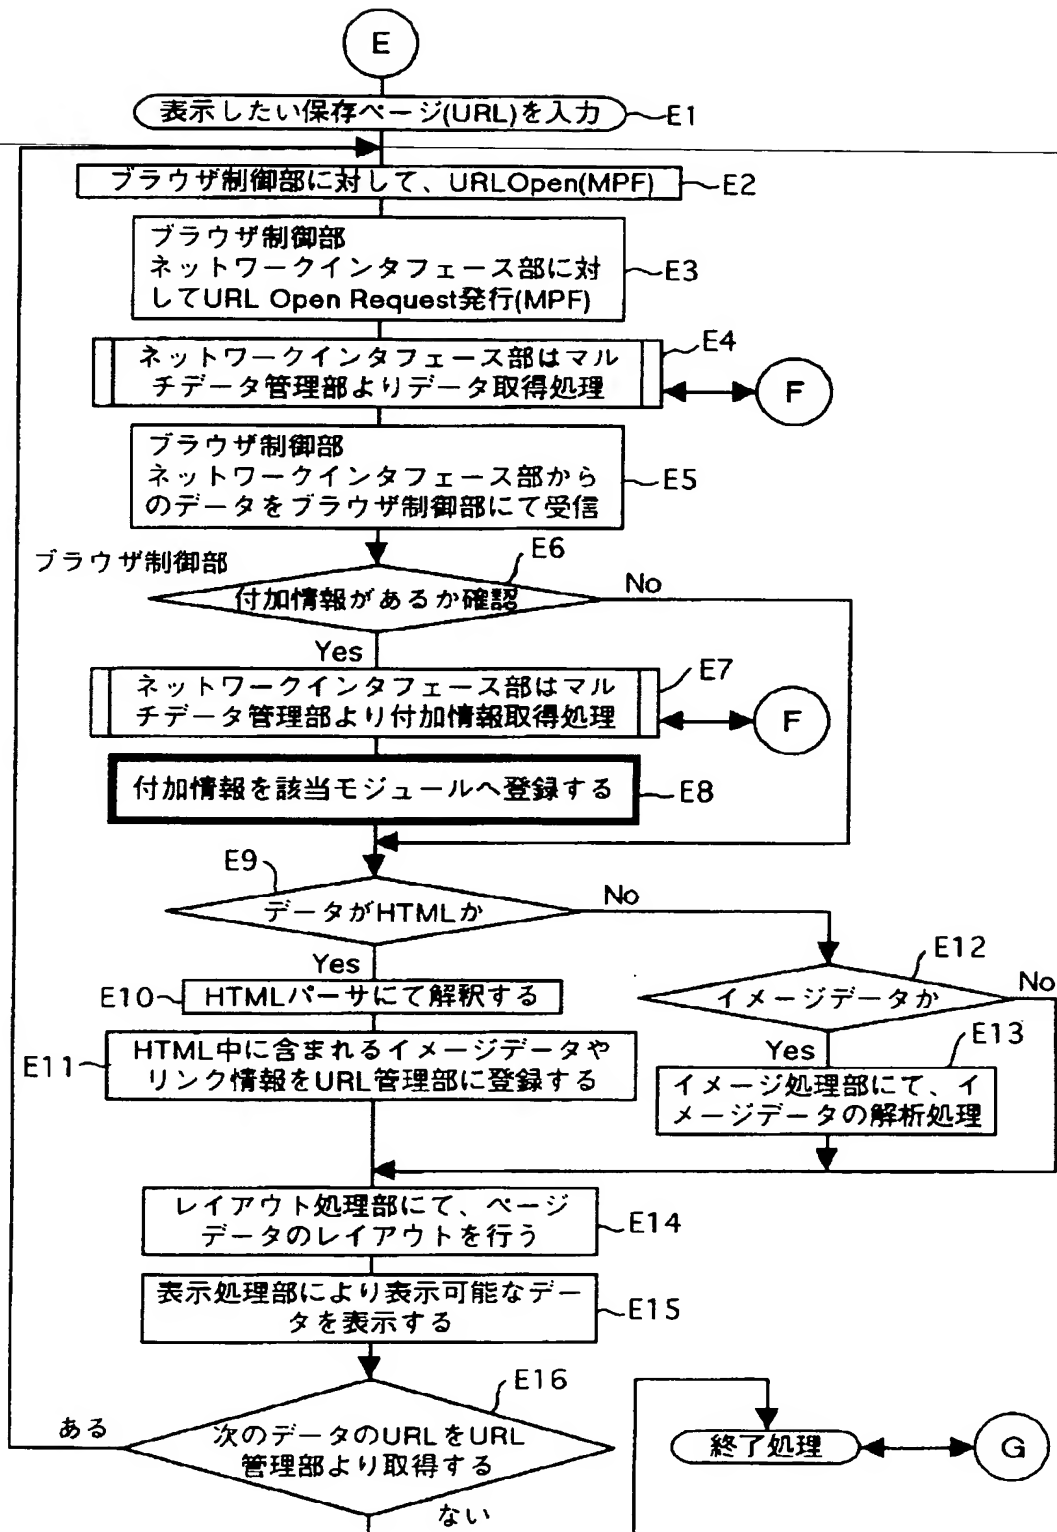 E
表示したい保存ページ(URL)を入力
E1
ブラウザ制御部に対して、URLOpen(MPF)
E2
ブラウザ制御部
ネットワークインタフェース部に対
してURL Open Request発行(MPF)
E3
ネットワークインタフェース部はマル
チデータ管理部よりデータ取得処理
E4
F
ブラウザ制御部
ネットワークインタフェース部から
のデータをブラウザ制御部にて受信
E5
ブラウザ制御部
E6
付加情報があるか確認
No
Yes
ネットワークインタフェース部はマル
チデータ管理部より付加情報取得処理
E7
F
付加情報を該当モジュールへ登録する
E8
E9
データがHTMLか
No
Yes
E10
HTMLパーサにて解釈する
E12
イメージデータか
No
Yes
E11
HTML中に含まれるイメージデータや
リンク情報をURL管理部に登録する
E13
イメージ処理部にて、イ
メージデータの解析処理
レイアウト処理部にて、ページ
データのレイアウトを行う
E14
表示処理部により表示可能なデー
タを表示する
E15
E16
ある
次のデータのURLをURL
管理部より取得する
ない
終了処理
G